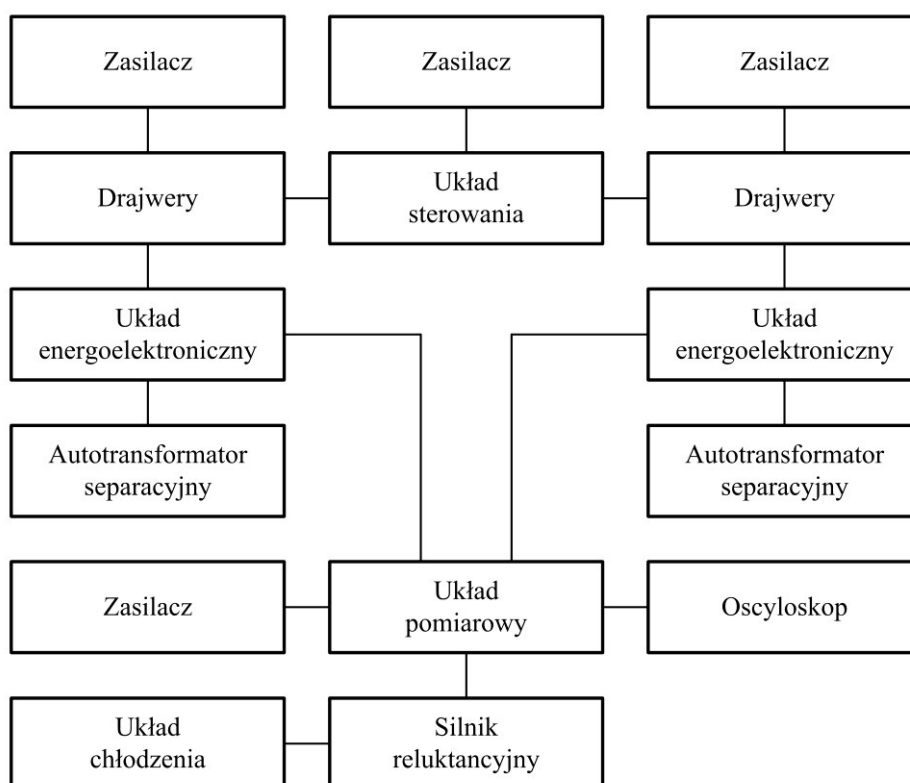 Zasilacz
Zasilacz
Zasilacz
Drajwery
Układ
sterowania
Drajwery
Układ
energoelektroniczny
Układ
energoelektroniczny
Autotransformator
separacyjny
Autotransformator
separacyjny
Zasilacz
Układ
pomiarowy
Oscyloskop
Układ
chłodzenia
Silnik
reluktancyjny